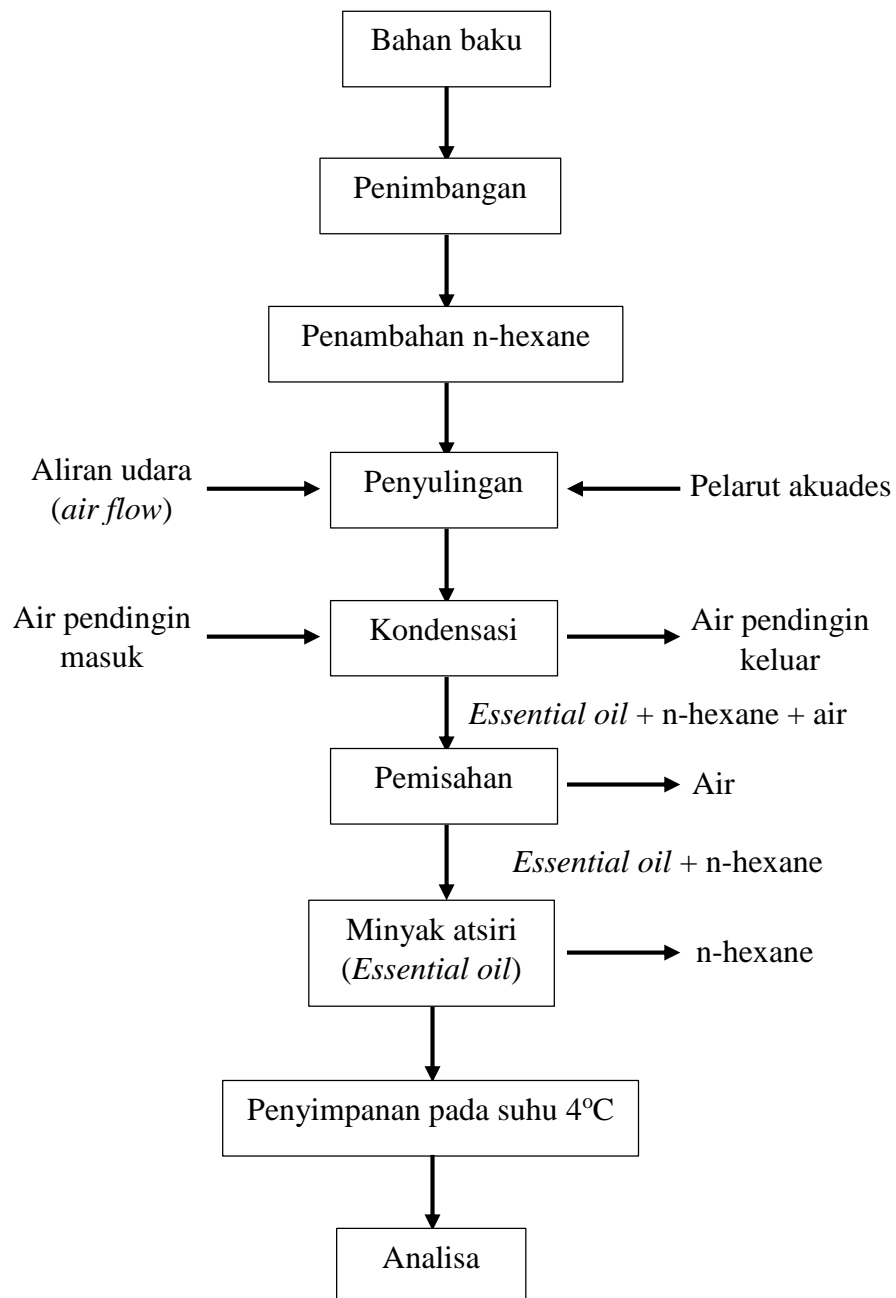 Bahan baku
Penimbangan
Penambahan n-hexane
Aliran udara
(air flow)
Penyulingan
Pelarut akuades
Air pendingin
masuk
Kondensasi
Air pendingin
keluar
Essential oil + n-hexane + air
Pemisahan
Air
Essential oil + n-hexane
Minyak atsiri
(Essential oil)
n-hexane
Penyimpanan pada suhu 4°C
Analisa